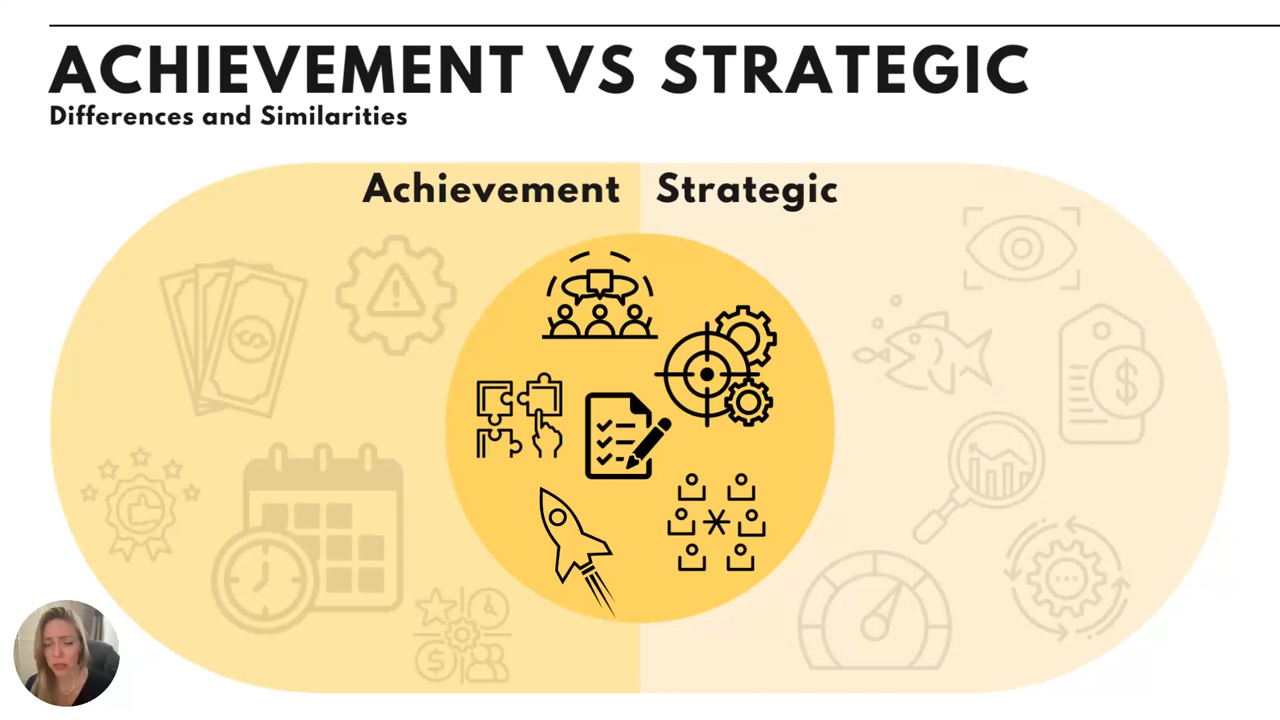 ACHIEVEMENT VS STRATEGIC
Differences and Similarities
Achievement Strategic